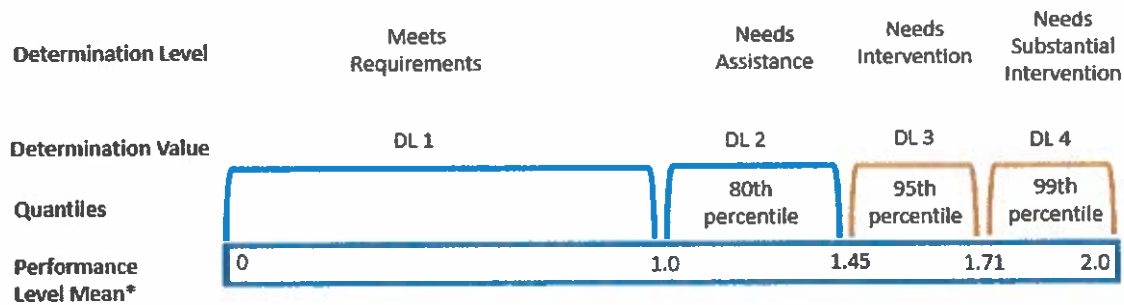 Determination Level
Meets
Requirements
Needs
Assistance
Needs
Intervention
Needs
Substantial
Intervention
Determination Value
DL 1
DL 2
DL 3
DL 4
Quantiles
80th
percentile
95th
percentile
99th
percentile
Performance
Level Mean*
0
1.0
1.45
1.71
2.0